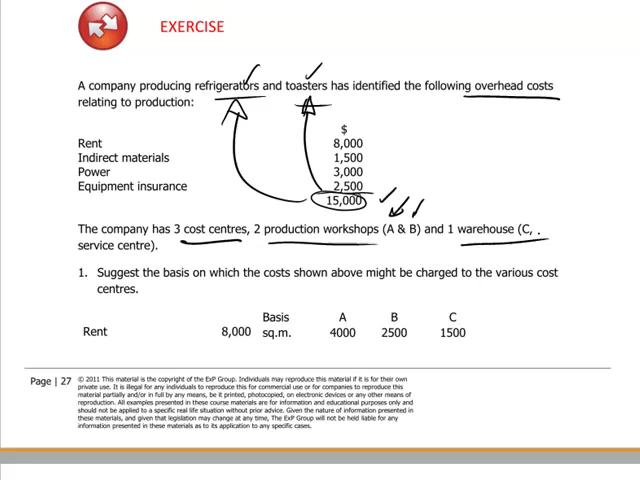 EXERCISE
A company producing refrigerators and toasters has identified the following overhead costs
relating to production:
$
Rent 8,000
Indirect materials 1,500
Power 3,000
Equipment insurance 2,500
15,000
The company has 3 cost centres, 2 production workshops (A & B) and 1 warehouse (C, .
service centre).
1. Suggest the basis on which the costs shown above might be charged to the various cost
centres.
Basis A B C
Rent 8,000 sq.m. 4000 2500 1500
Page | 27
© 2011 This material is the copyright of the ExP Group. Individuals may reproduce this material if it is for their own
private use. It is illegal for any individuals to reproduce this for commercial use or for companies to reproduce this
material partially and/or in full by any means, be it printed, photocopied, on electronic devices or any other means of
reproduction. All examples presented in these course materials are for information and educational purposes only and
should not be applied to a specific real life situation without prior advice. Given the nature of information presented in
these materials, and given that legislation may change at any time, The ExP Group will not be held liable for any
information presented in these materials as to its application to any specific cases.